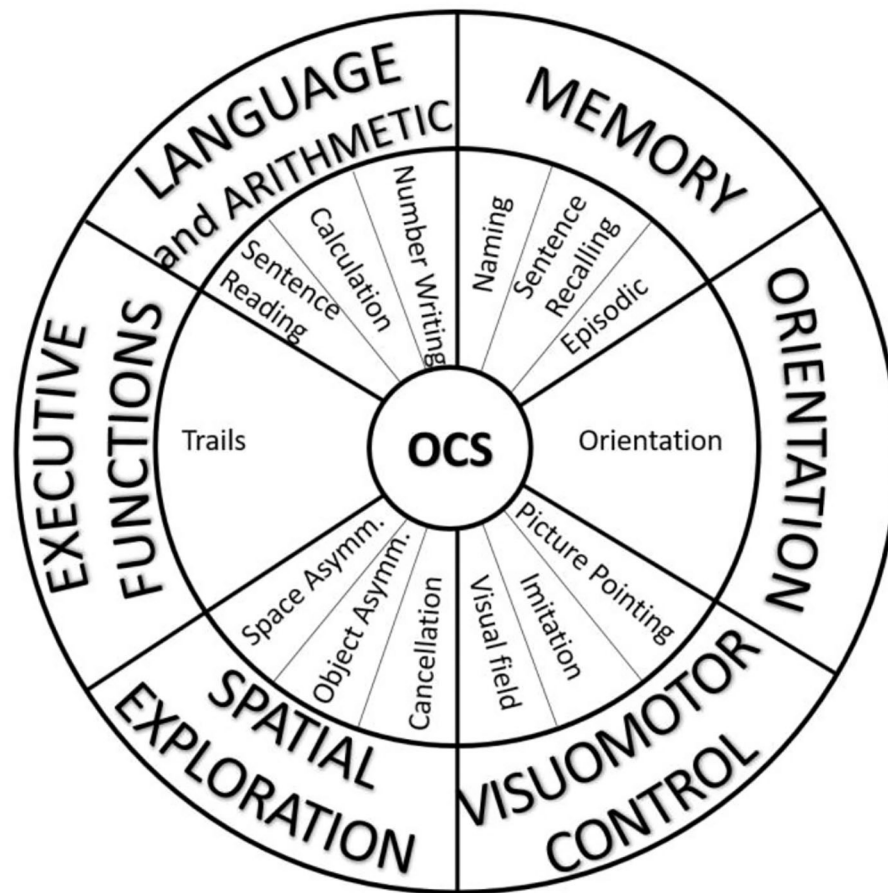 LANGUAGE
and ARITHMETIC
MEMORY
ORIENTATION
VISUOMOTOR
CONTROL
SPATIAL
EXPLORATION
EXECUTIVE
FUNCTIONS
Sentence
Reading
Calculation
Number Writing
Naming
Sentence
Recalling
Episodic
Orientation
Picture Pointing
Imitation
Visual field
Cancellation
Object Asymm.
Space Asymm.
Trails
OCS